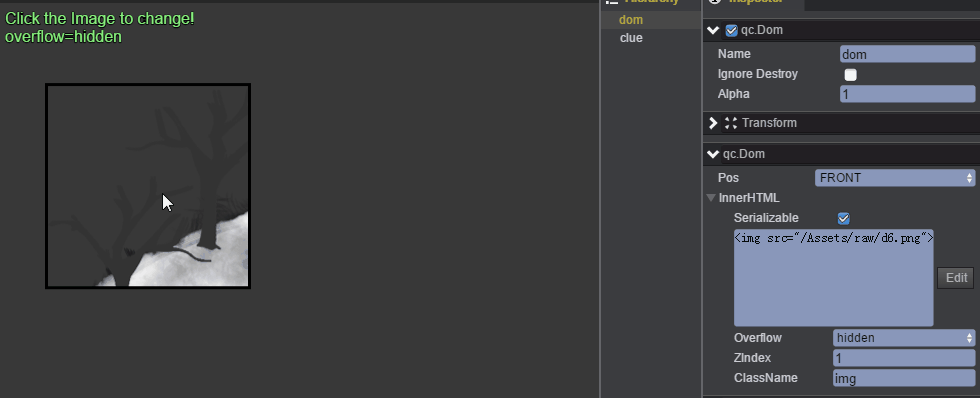 Click the Image to change!
overflow=hidden
Hierarchy
dom
clue
Inspector
qc.Dom
Name dom
Ignore Destroy
Alpha 1
Transform
qc.Dom
Pos FRONT
InnerHTML
Serializable
<img src="/Assets/raw/d6.png">
Edit
Overflow hidden
ZIndex 1
ClassName img